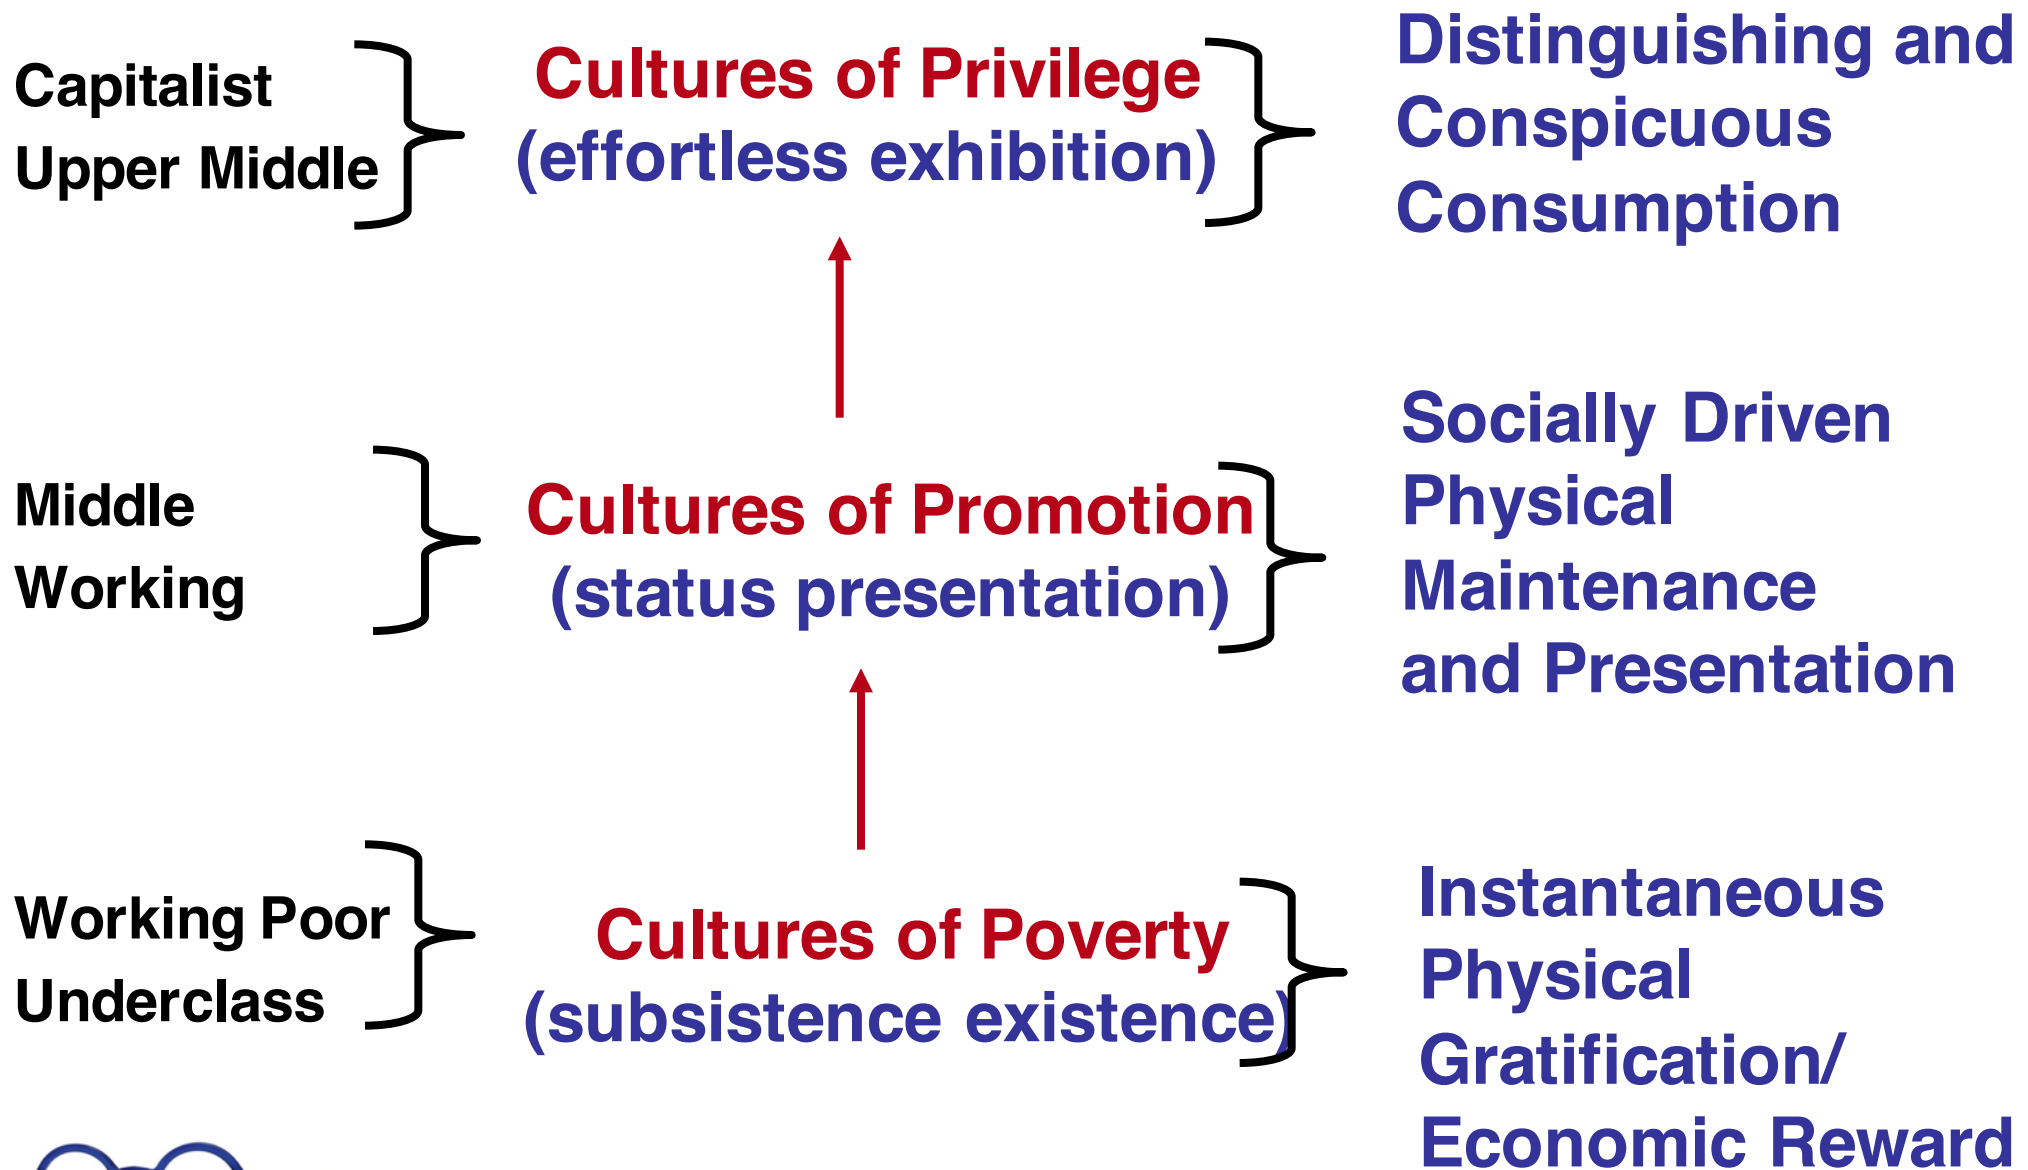 Capitalist
Upper Middle
Cultures of Privilege
(effortless exhibition)
Distinguishing and
Conspicuous
Consumption
Middle
Working
Cultures of Promotion
(status presentation)
Socially Driven
Physical
Maintenance
and Presentation
Working Poor
Underclass
Cultures of Poverty
(subsistence existence)
Instantaneous
Physical
Gratification/
Economic Reward